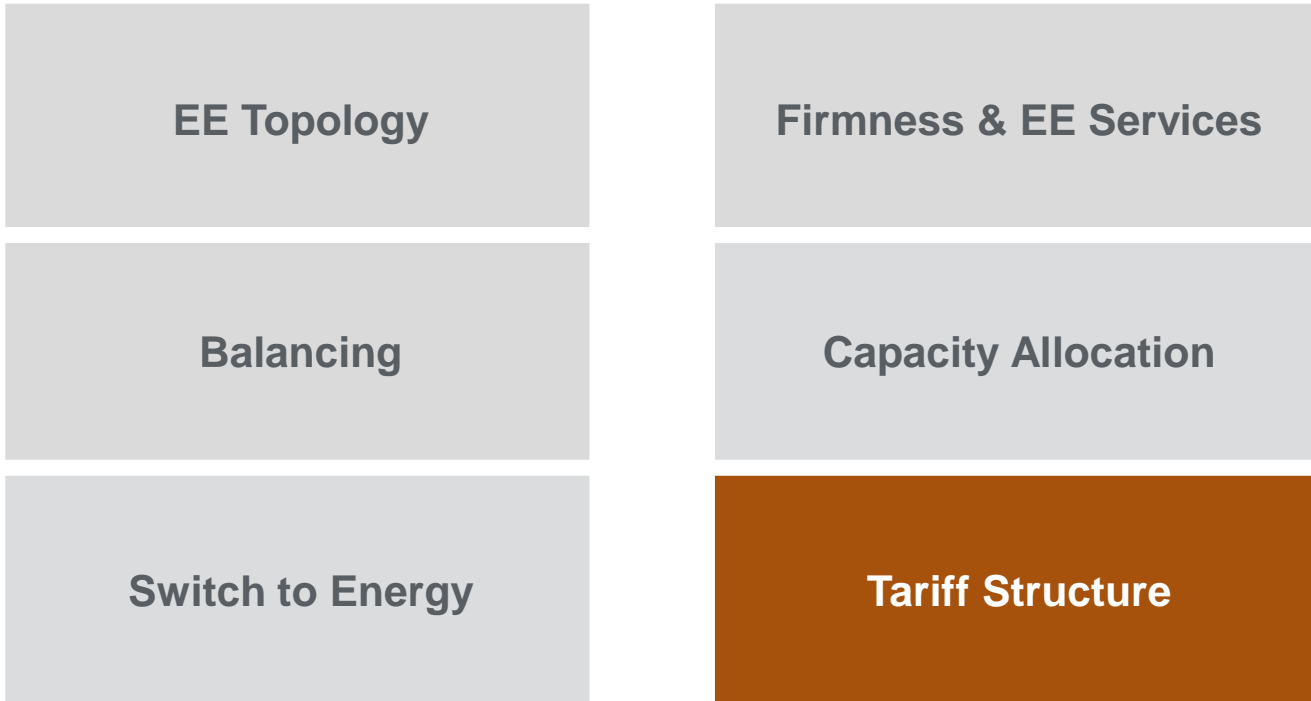 EE Topology
Firmness & EE Services
Balancing
Capacity Allocation
Switch to Energy
Tariff Structure